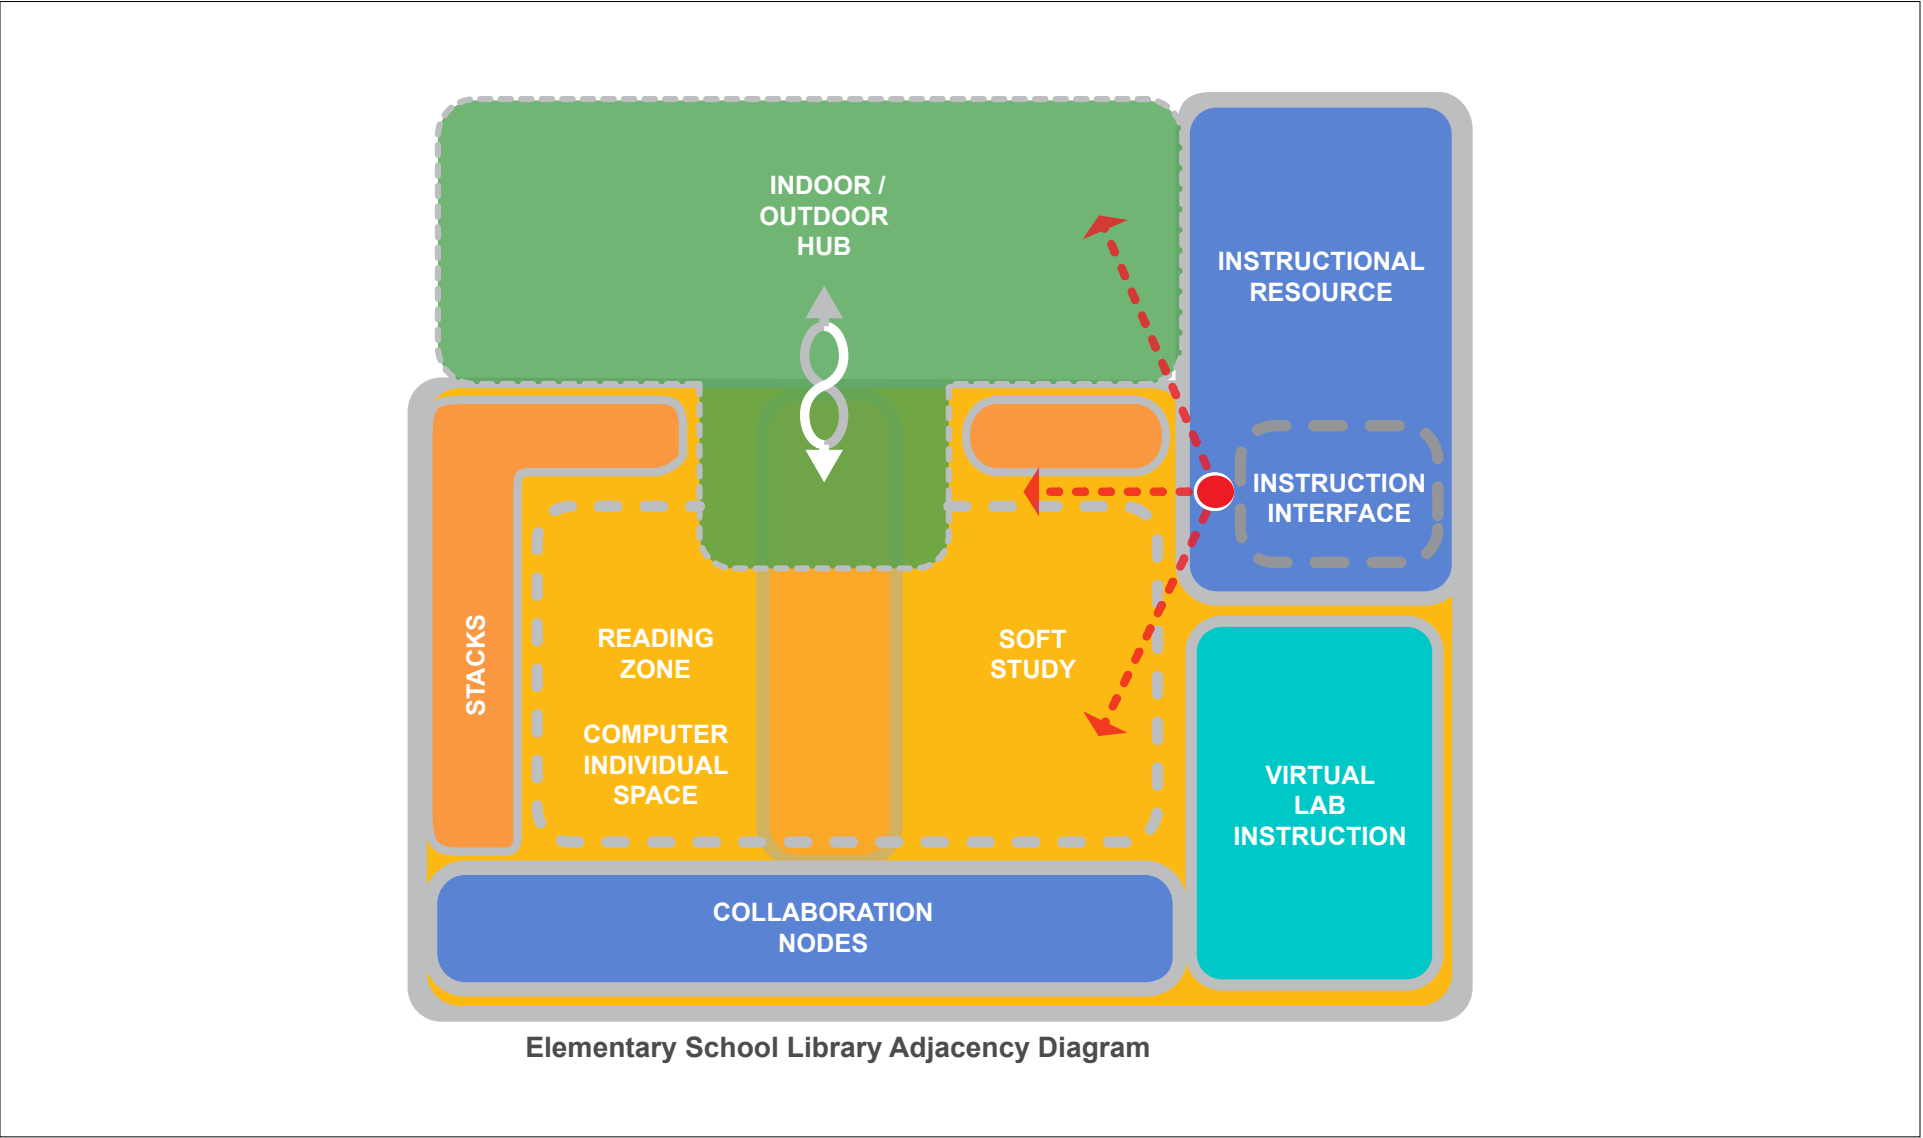 INDOOR /
OUTDOOR
HUB
INSTRUCTIONAL
RESOURCE
INSTRUCTION
INTERFACE
STACKS
READING
ZONE
COMPUTER
INDIVIDUAL
SPACE
SOFT
STUDY
VIRTUAL
LAB
INSTRUCTION
COLLABORATION
NODES
Elementary School Library Adjacency Diagram